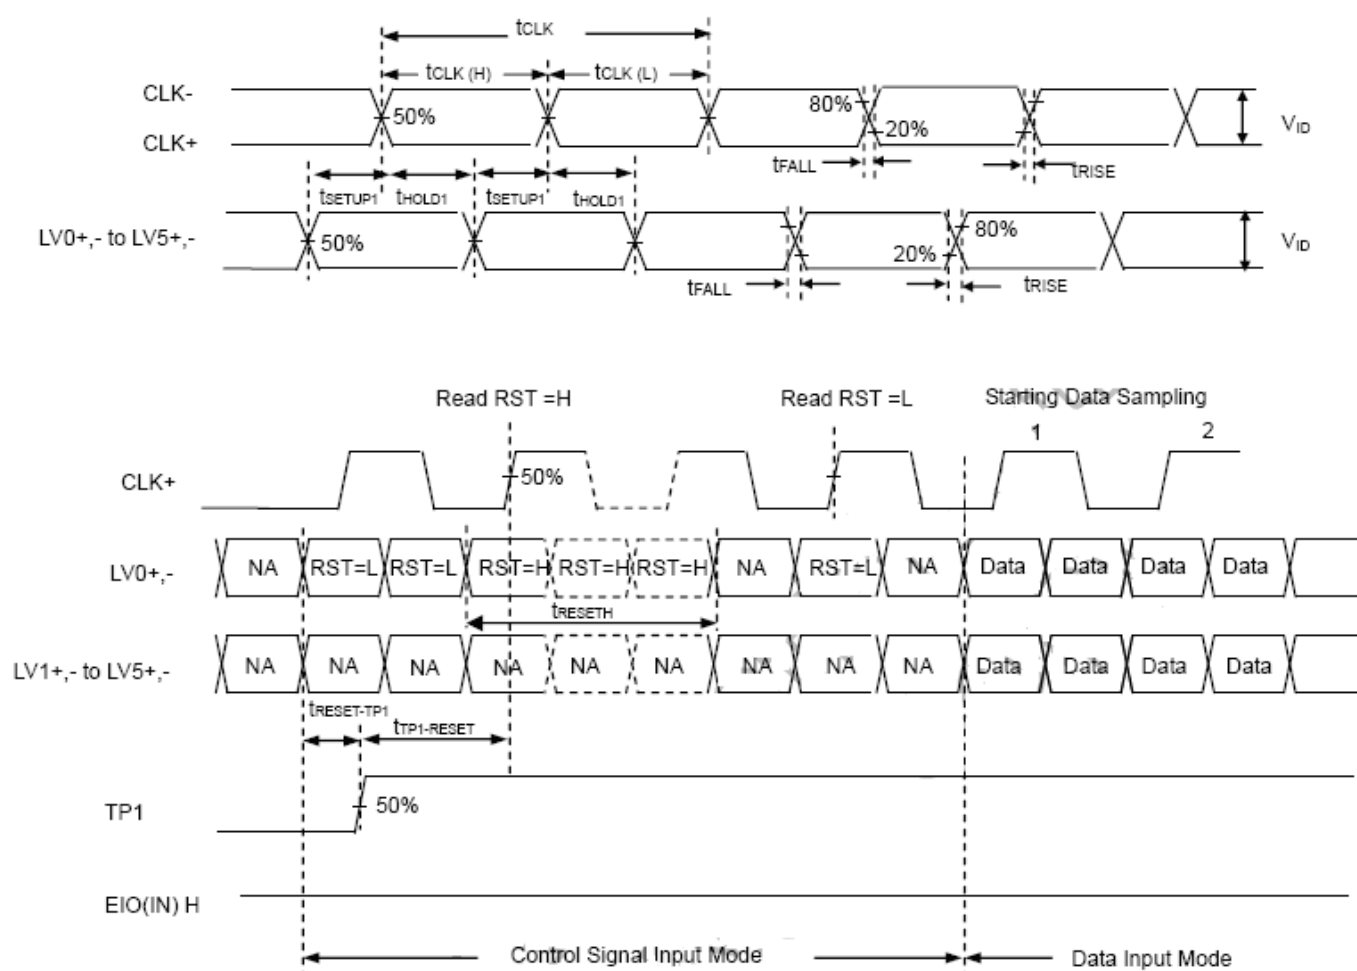 tCLK
tCLK (H) tCLK (L)
CLK-
50%
80%
20%
VID
CLK+
tFALL
tRISE
tSETUP1 tHOLD1 tSETUP1 tHOLD1
LV0+,- to LV5+,-
50%
20%
80%
VID
tFALL
tRISE
Read RST =H Read RST =L Starting Data Sampling
1 2
CLK+
50%
LV0+,- NA RST=L RST=L RST=H RST=H RST=H NA RST=L NA Data Data Data Data
tRESETH
LV1+,- to LV5+,- NA NA NA NA NA NA NA NA NA Data Data Data Data
tRESET-TP1
tTP1-RESET
TP1
50%
EIO(IN) H
Control Signal Input Mode Data Input Mode